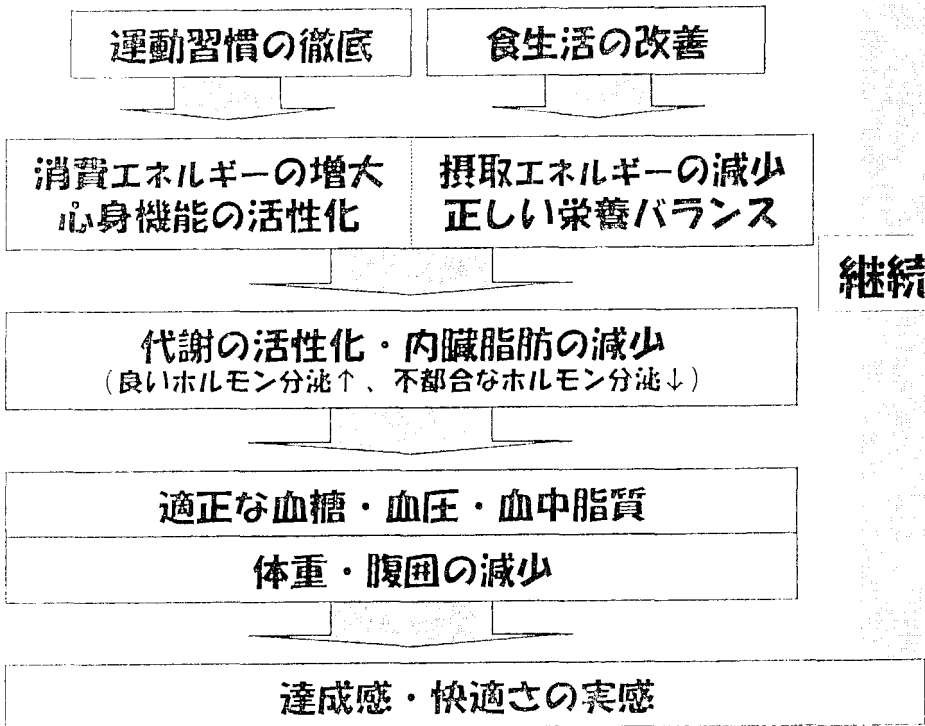 運動習慣の徹底
食生活の改善
消費エネルギーの増大
心身機能の活性化
摂取エネルギーの減少
正しい栄養バランス
継続
代謝の活性化・内臓脂肪の減少
(良いホルモン分泌↑、不都合なホルモン分泌↓)
適正な血糖・血圧・血中脂質
体重・腹囲の減少
達成感・快適さの実感